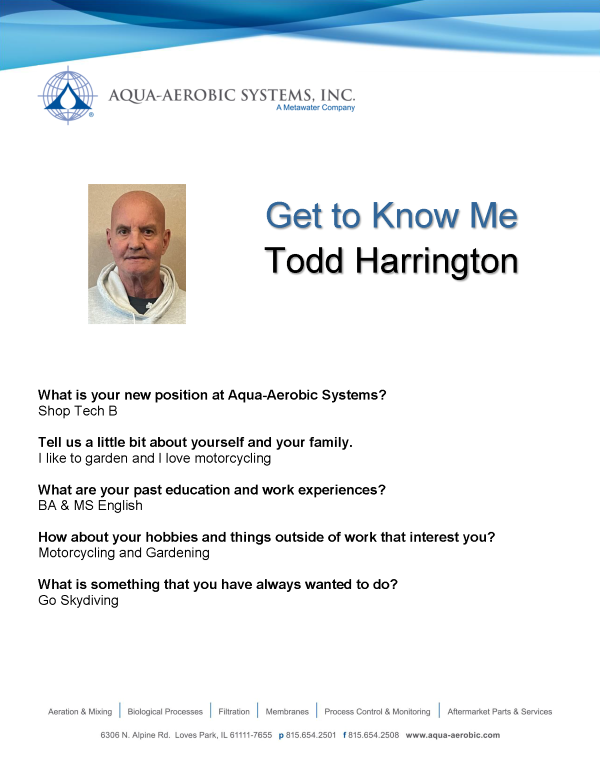 AQUA-AEROBIC SYSTEMS, INC.
A Metawater Company
®
Get to Know Me
Todd Harrington
What is your new position at Aqua-Aerobic Systems?
Shop Tech B
Tell us a little bit about yourself and your family.
I like to garden and I love motorcycling
What are your past education and work experiences?
BA & MS English
How about your hobbies and things outside of work that interest you?
Motorcycling and Gardening
What is something that you have always wanted to do?
Go Skydiving
Aeration & Mixing | Biological Processes | Filtration | Membranes | Process Control & Monitoring | Aftermarket Parts & Services
6306 N. Alpine Rd. Loves Park, IL 61111-7655 p 815.654.2501 f 815.654.2508 www.aqua-aerobic.com